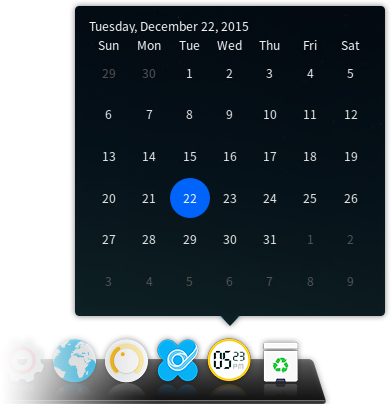 Tuesday, December 22, 2015
Sun Mon Tue Wed Thu Fri Sat
29 30 1 2 3 4 5
6 7 8 9 10 11 12
13 14 15 16 17 18 19
20 21 22 23 24 25 26
27 28 29 30 31 1 2
3 4 5 6 7 8 9
05 23
PM